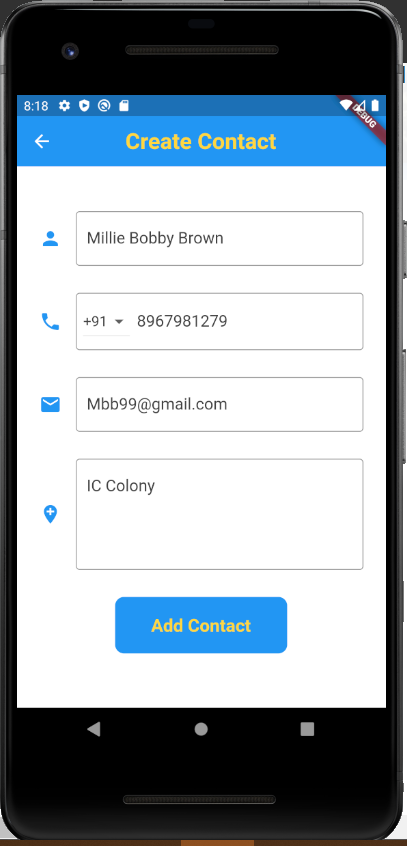 8:18
DEBUG
Create Contact
Millie Bobby Brown
+91 8967981279
Mbb99@gmail.com
IC Colony
Add Contact